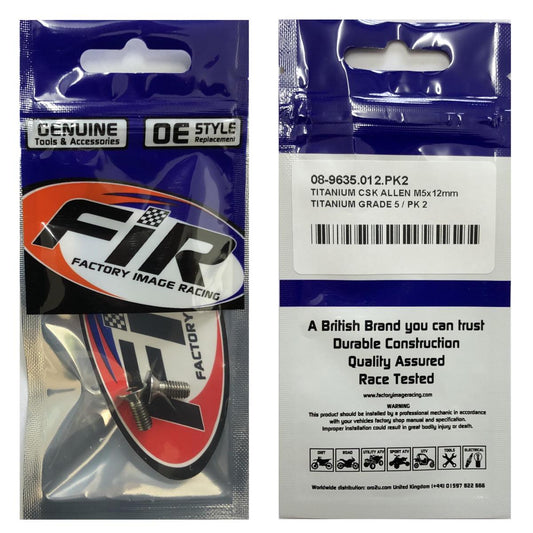 GENUINE
Tools & Accessories
OE STYLE
Replacement
FIR
FACTORY IMAGE RACING
FIR
FACTORY
08-9635.012.PK2
TITANIUM CSK ALLEN M5x12mm
TITANIUM GRADE 5 / PK 2
A British Brand you can trust
Durable Construction
Quality Assured
Race Tested
www.factoryimageracing.com
WARNING
This product should be installed by a professional mechanic in accordance
with your vehicles factory shop manual and specification.
Improper installation could result in great bodily injury or death.
DIRT ROAD UTILITY ATV SPORT ATV UTV TOOLS ELECTRICAL
Worldwide distribution: oro2u.com United Kingdom (+44) 01597 822 666